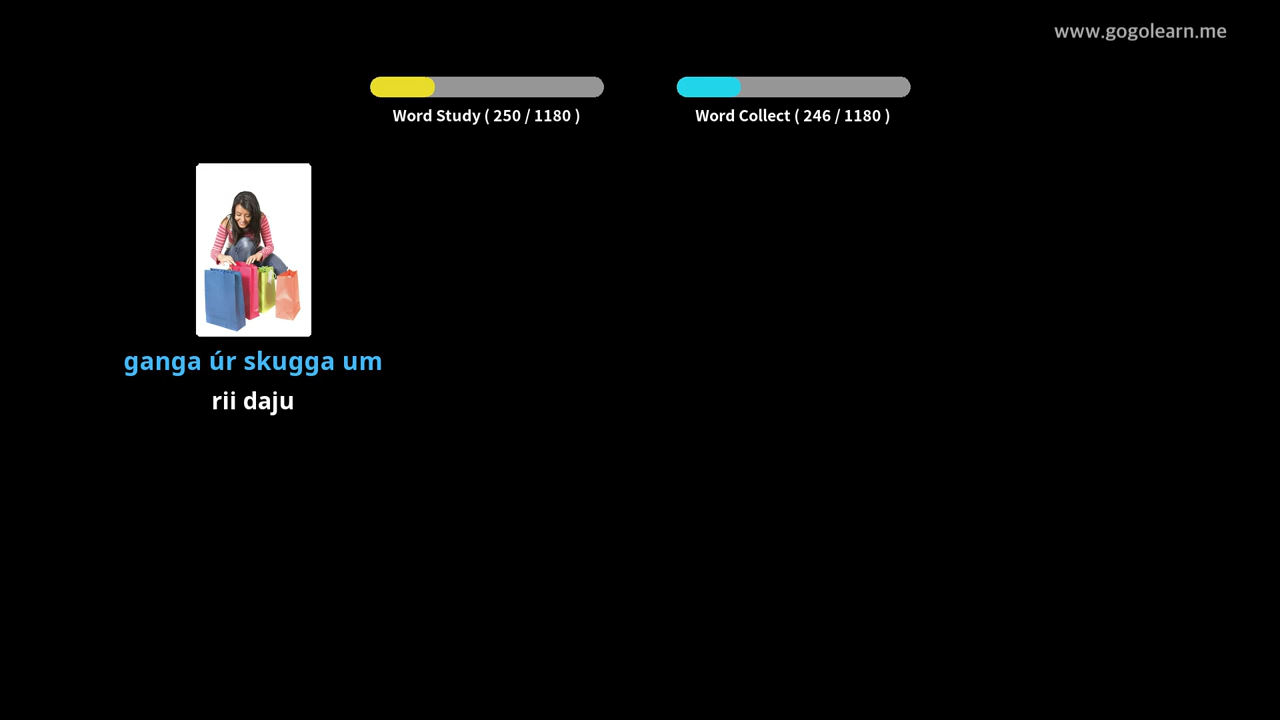 www.gogolearn.me
Word Study ( 250 / 1180 )
Word Collect ( 246 / 1180 )
ganga úr skugga um
rii daju